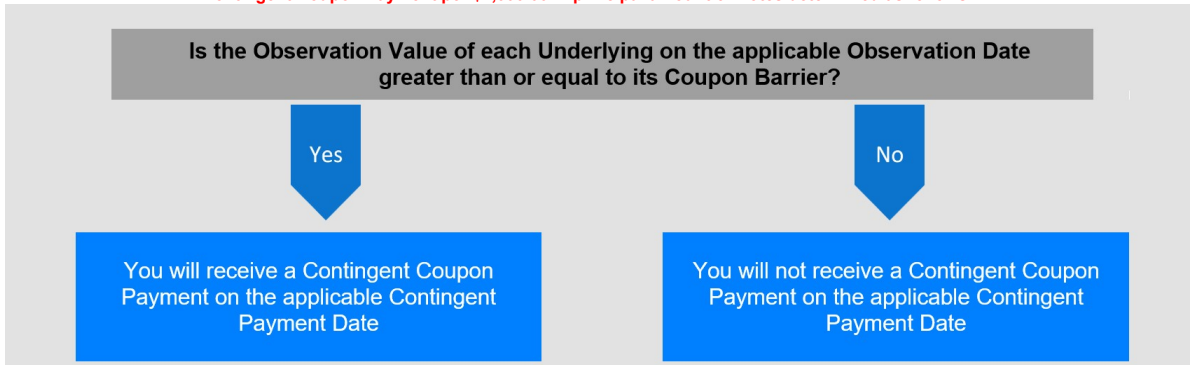 Is the Observation Value of each Underlying on the applicable Observation Date
greater than or equal to its Coupon Barrier?
Yes
No
You will receive a Contingent Coupon
Payment on the applicable Contingent
Payment Date
You will not receive a Contingent Coupon
Payment on the applicable Contingent
Payment Date